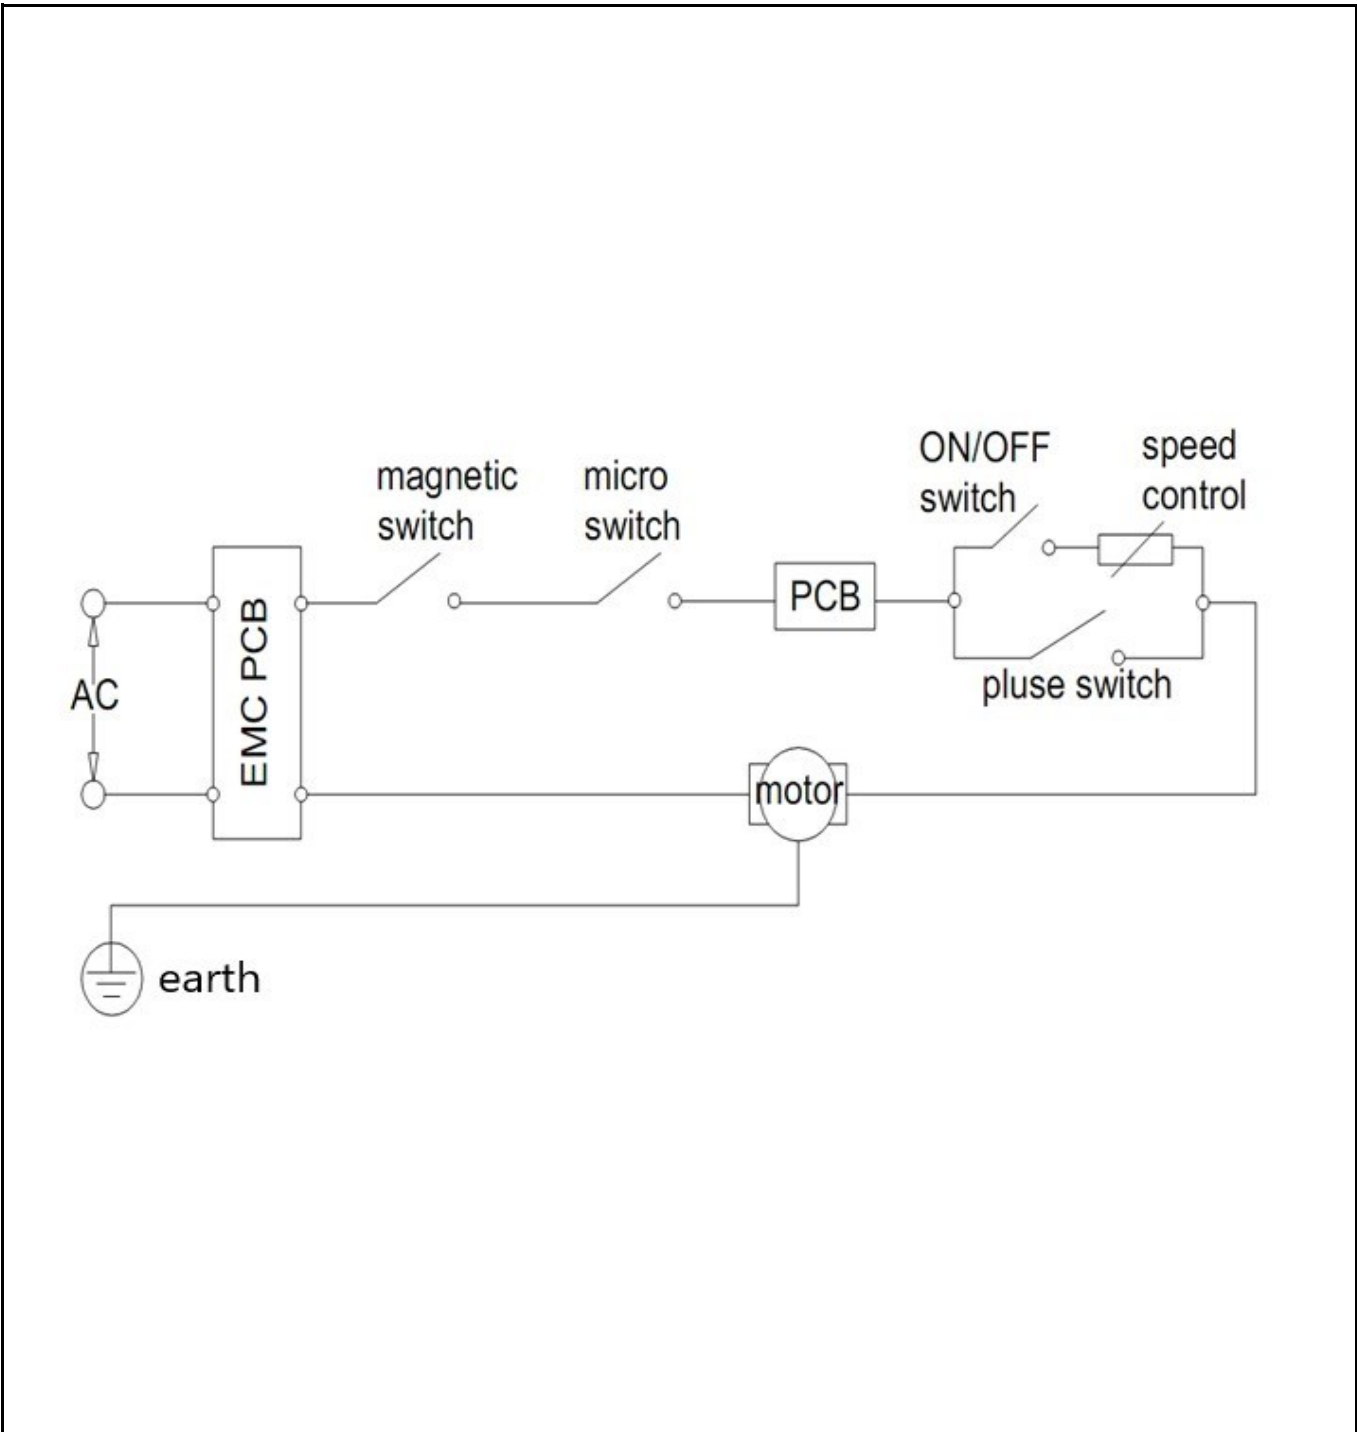 ON/OFF
switch
speed
control
magnetic
switch
micro
switch
PCB
EMC PCB
AC
pluse switch
motor
earth